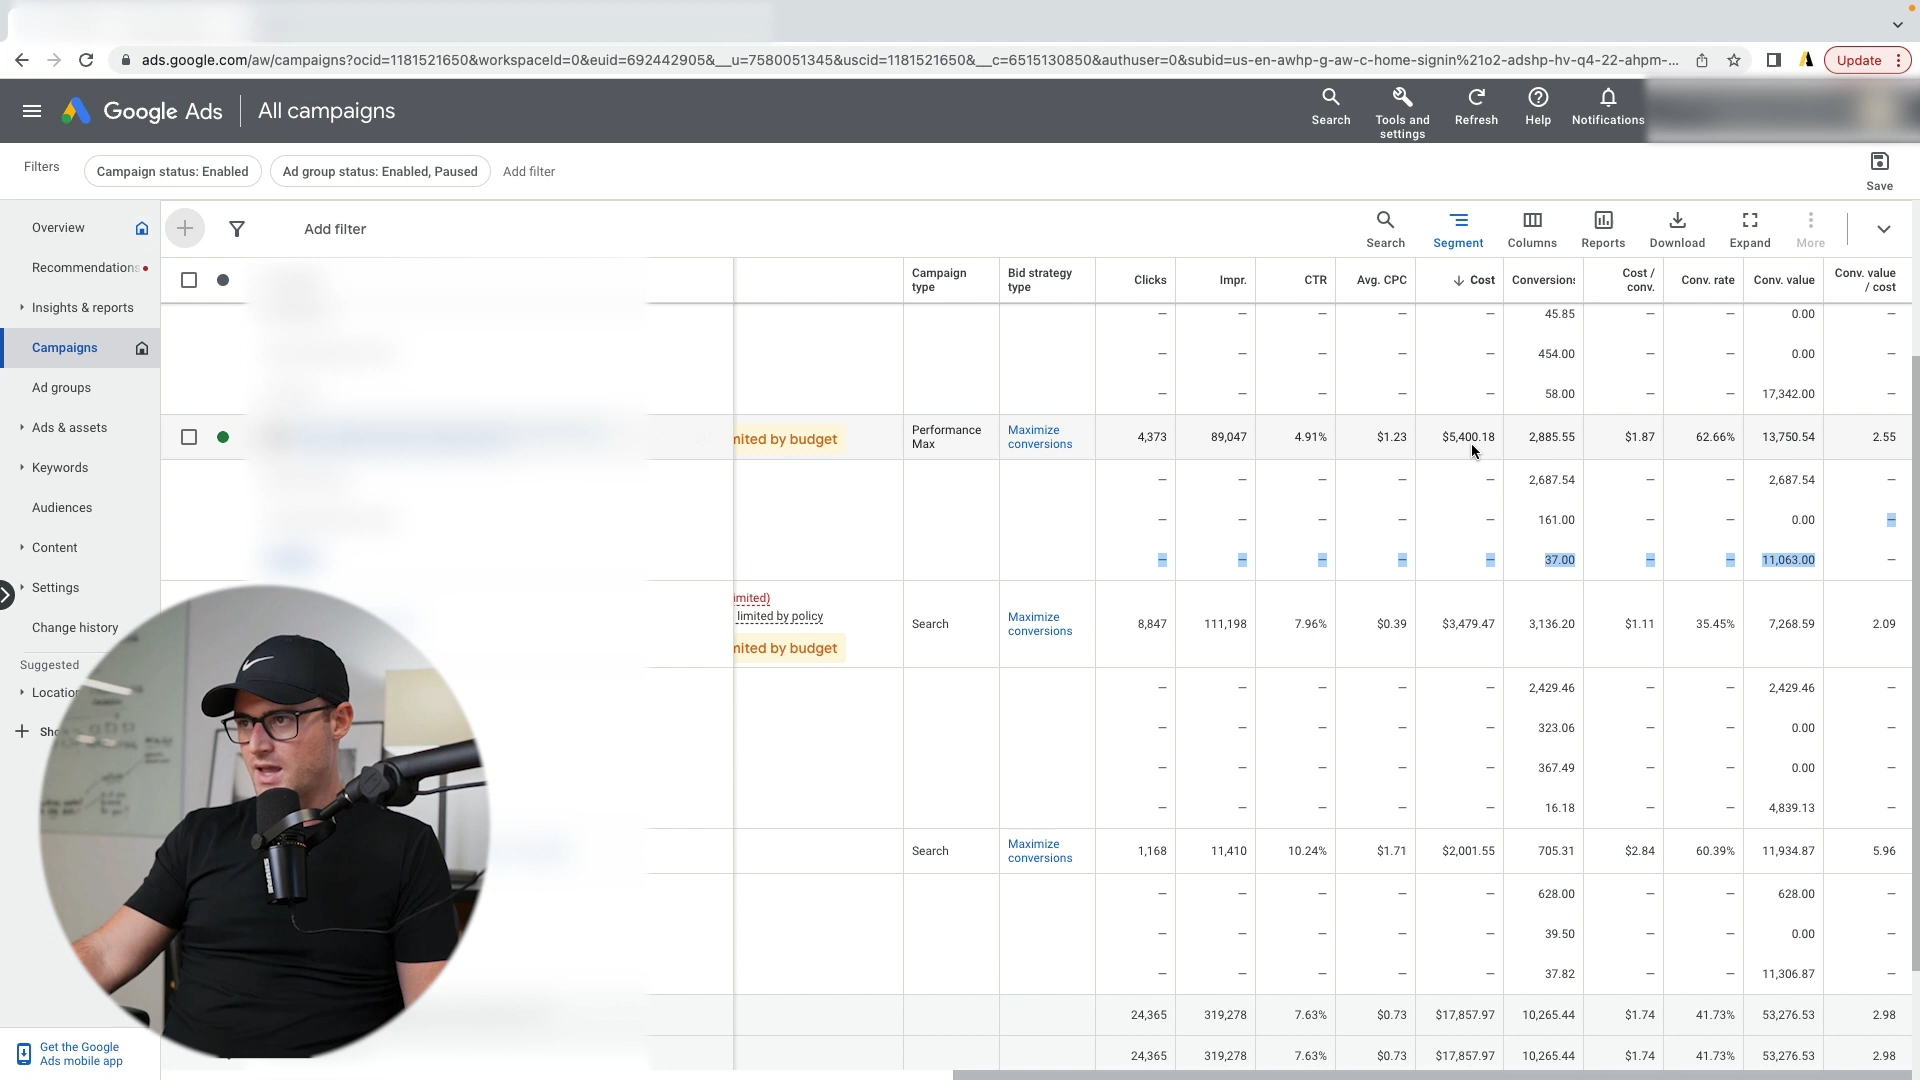 ads.google.com/aw/campaigns?ocid=1181521650&workspaceId=0&euid=692442905&__u=7580051345&uscid=1181521650&__c=6515130850&authuser=0&subid=us-en-awhp-g-aw-c-home-signin%21o2-adshp-hv-q4-22-ahpm-... Update
Google Ads All campaigns Search Tools and settings Refresh Help Notifications
Filters Campaign status: Enabled Ad group status: Enabled, Paused Add filter Save
Overview
Recommendations
Insights & reports
Campaigns
Ad groups
Ads & assets
Keywords
Audiences
Content
Settings
Change history
Suggested
Get the Google
Ads mobile app
Add filter Search Segment Columns Reports Download Expand More
Campaign type Bid strategy type Clicks Impr. CTR Avg. CPC Cost Conversions Cost / conv. Conv. rate Conv. value Conv. value / cost
– – – – – 45.85 – – 0.00 –
– – – – – 454.00 – – 0.00 –
– – – – – 58.00 – – 17,342.00 –
mited by budget Performance Max Maximize conversions 4,373 89,047 4.91% $1.23 $5,400.18 2,885.55 $1.87 62.66% 13,750.54 2.55
– – – – – 2,687.54 – – 2,687.54 –
– – – – – 161.00 – – 0.00 –
– – – – – 37.00 – – 11,063.00 –
imited)
limited by policy
mited by budget
Search Maximize conversions 8,847 111,198 7.96% $0.39 $3,479.47 3,136.20 $1.11 35.45% 7,268.59 2.09
– – – – – 2,429.46 – – 2,429.46 –
– – – – – 323.06 – – 0.00 –
– – – – – 367.49 – – 0.00 –
– – – – – 16.18 – – 4,839.13 –
Search Maximize conversions 1,168 11,410 10.24% $1.71 $2,001.55 705.31 $2.84 60.39% 11,934.87 5.96
– – – – – 628.00 – – 628.00 –
– – – – – 39.50 – – 0.00 –
– – – – – 37.82 – – 11,306.87 –
24,365 319,278 7.63% $0.73 $17,857.97 10,265.44 $1.74 41.73% 53,276.53 2.98
24,365 319,278 7.63% $0.73 $17,857.97 10,265.44 $1.74 41.73% 53,276.53 2.98